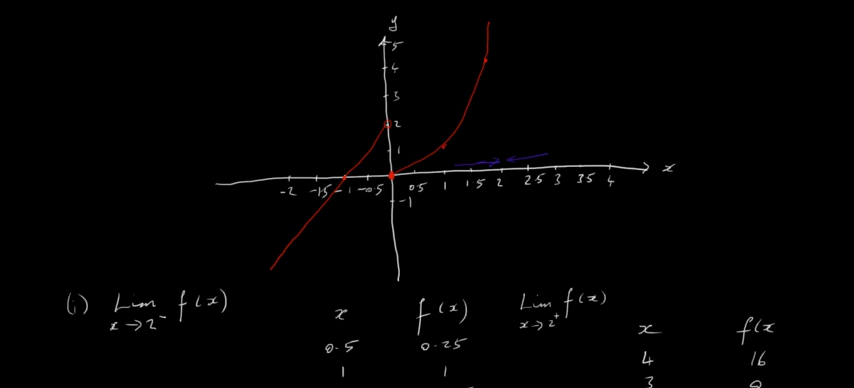 y
5
4
3
2
1
-2 -1.5 -1 -0.5 0.5 1 1.5 2 2.5 3 3.5 4 x
-1
(i) Lim x→2⁻ f(x)
x f(x)
Lim x→2⁺ f(x)
x f(x
0.5 0.25
4 16
1 1
3